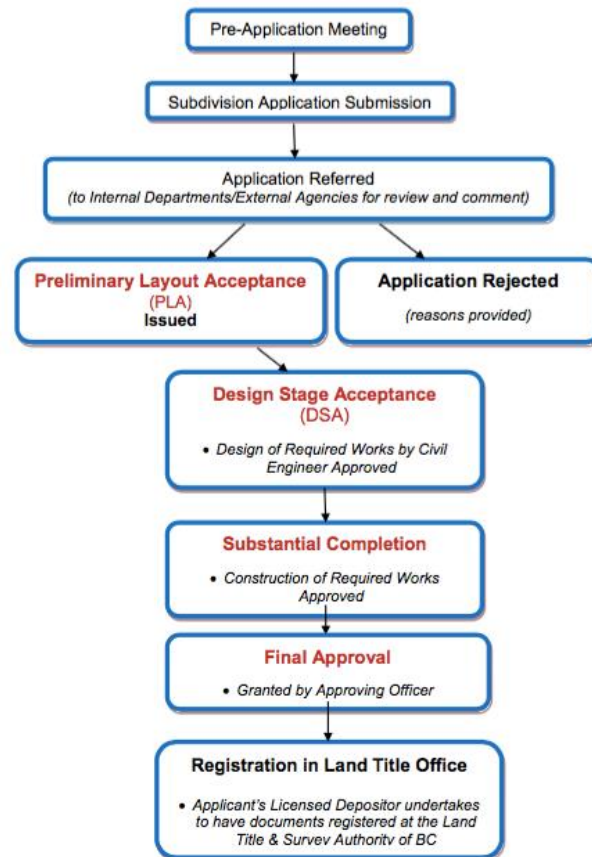 Pre-Application Meeting
Subdivision Application Submission
Application Referred
(to Internal Departments/External Agencies for review and comment)
Preliminary Layout Acceptance
(PLA)
Issued
Application Rejected
(reasons provided)
Design Stage Acceptance
(DSA)
• Design of Required Works by Civil
Engineer Approved
Substantial Completion
• Construction of Required Works
Approved
Final Approval
• Granted by Approving Officer
Registration in Land Title Office
• Applicant's Licensed Depositor undertakes
to have documents registered at the Land
Title & Survey Authority of BC